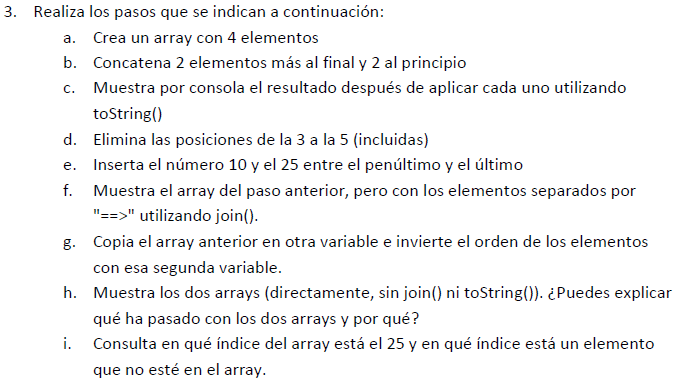 3. Realiza los pasos que se indican a continuación:
a. Crea un array con 4 elementos
b. Concatena 2 elementos más al final y 2 al principio
c. Muestra por consola el resultado después de aplicar cada uno utilizando
toString()
d. Elimina las posiciones de la 3 a la 5 (incluidas)
e. Inserta el número 10 y el 25 entre el penúltimo y el último
f. Muestra el array del paso anterior, pero con los elementos separados por
"==>" utilizando join().
g. Copia el array anterior en otra variable e invierte el orden de los elementos
con esa segunda variable.
h. Muestra los dos arrays (directamente, sin join() ni toString()). ¿Puedes explicar
qué ha pasado con los dos arrays y por qué?
i. Consulta en qué índice del array está el 25 y en qué índice está un elemento
que no esté en el array.